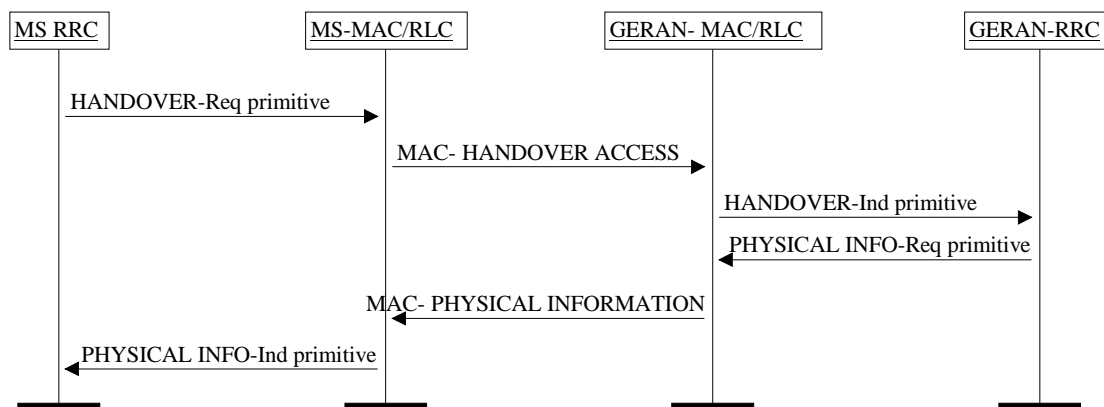 MS RRC
MS-MAC/RLC
GERAN- MAC/RLC
GERAN-RRC
HANDOVER-Req primitive
MAC- HANDOVER ACCESS
HANDOVER-Ind primitive
PHYSICAL INFO-Req primitive
MAC- PHYSICAL INFORMATION
PHYSICAL INFO-Ind primitive